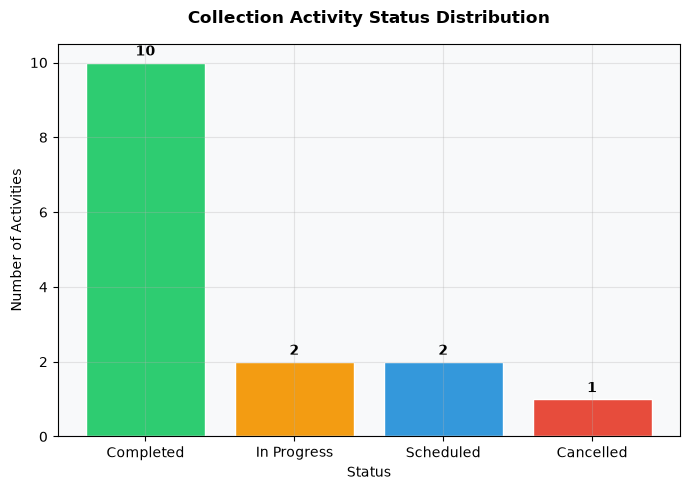 Collection Activity Status Distribution
Number of Activities
10
8
6
4
2
0
10
2
2
1
Completed
In Progress
Scheduled
Cancelled
Status